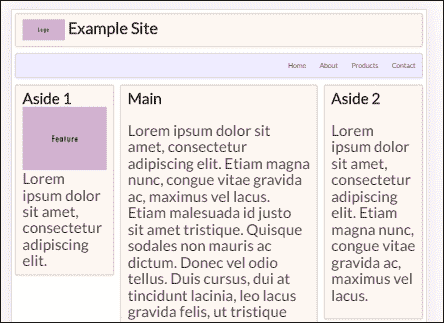 Logo
Example Site
Home About Products Contact
Aside 1
Feature
Lorem
ipsum dolor
sit amet,
consectetur
adipiscing
elit.
Main
Lorem ipsum dolor sit
amet, consectetur
adipiscing elit. Etiam magna
nunc, congue vitae gravida
ac, maximus vel lacus.
Etiam malesuada id justo
sit amet tristique. Quisque
sodales non mauris ac
dictum. Donec vel odio
tellus. Duis cursus, dui at
tincidunt lacinia, leo lacus
gravida felis, ut tristique
Aside 2
Lorem
ipsum dolor
sit amet,
consectetur
adipiscing
elit. Etiam
magna nunc,
congue vitae
gravida ac,
maximus vel
lacus.